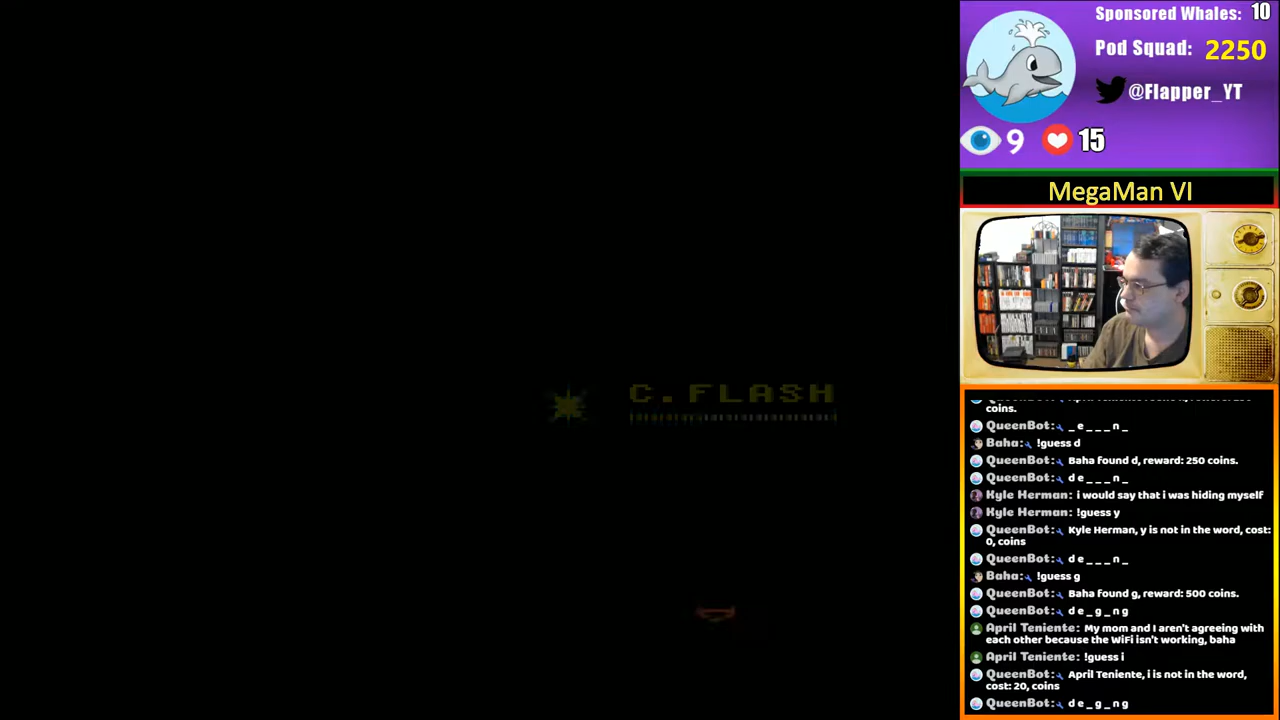 Sponsored Whales: 10
Pod Squad: 2250
@Flapper_YT
9 15
MegaMan VI
C.FLASH
coins.
QueenBot: _ e _ _ _ n _
Baha: !guess d
QueenBot: Baha found d, reward: 250 coins.
QueenBot: d e _ _ _ n _
Kyle Herman: i would say that i was hiding myself
Kyle Herman: !guess y
QueenBot: Kyle Herman, y is not in the word, cost:
0, coins
QueenBot: d e _ _ _ n _
Baha: !guess g
QueenBot: Baha found g, reward: 500 coins.
QueenBot: d e _ g _ n g
April Teniente: My mom and I aren't agreeing with
each other because the WiFi isn't working, baha
April Teniente: !guess i
QueenBot: April Teniente, i is not in the word,
cost: 20, coins
QueenBot: d e _ g _ n g